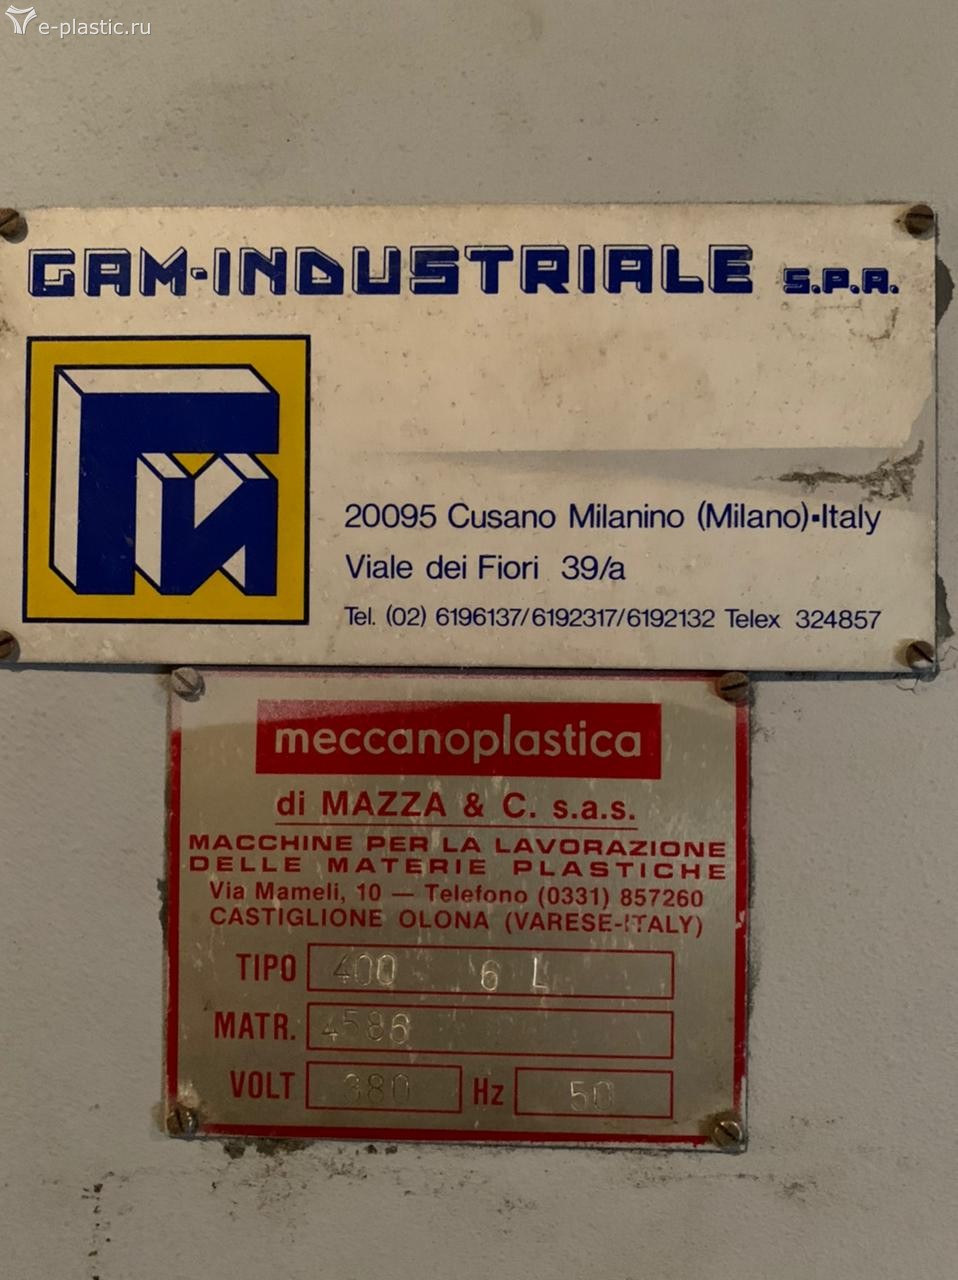 e-plastic.ru
GAM-INDUSTRIALE S.P.A.
20095 Cusano Milanino (Milano)-Italy
Viale dei Fiori 39/a
Tel. (02) 6196137/6192317/6192132 Telex 324857
meccanoplastica
di MAZZA & C. s.a.s.
MACCHINE PER LA LAVORAZIONE
DELLE MATERIE PLASTICHE
Via Mameli, 10 — Telefono (0331) 857260
CASTIGLIONE OLONA (VARESE-ITALY)
TIPO 400 6 L
MATR. 4586
VOLT 380 Hz 50